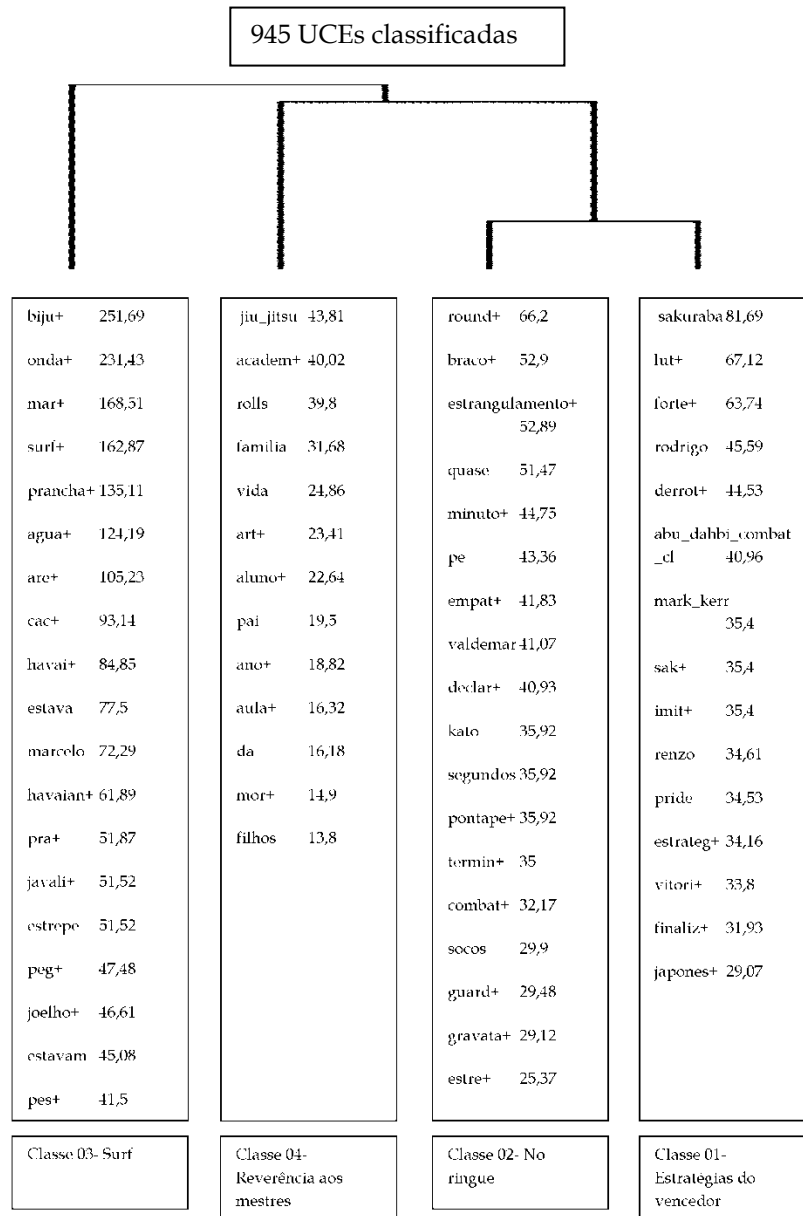 945 UCEs classificadas
biju+ 251,69
onda+ 231,43
mar+ 168,51
surf+ 162,87
prancha+ 135,11
agua+ 124,19
are+ 105,23
cac+ 93,14
havai+ 84,85
estava 77,5
marcelo 72,29
havaian+ 61,89
pra+ 51,87
javali+ 51,52
estrepe 51,52
peg+ 47,48
joelho+ 46,61
estavam 45,08
pes+ 41,5
Classe 03- Surf
jiu_jitsu 43,81
academ+ 40,02
rolls 39,8
familia 31,68
vida 24,86
art+ 23,41
aluno+ 22,64
pai 19,5
ano+ 18,82
aula+ 16,32
da 16,18
mor+ 14,9
filhos 13,8
Classe 04-
Reverência aos
mestres
round+ 66,2
braco+ 52,9
estrangulamento+
52,89
quase 51,47
minuto+ 44,75
pe 43,36
empat+ 41,83
valdemar 41,07
declar+ 40,93
kato 35,92
segundos 35,92
pontape+ 35,92
termin+ 35
combat+ 32,17
socos 29,9
guard+ 29,48
gravata+ 29,12
estre+ 25,37
Classe 02- No
ringue
sakuraba 81,69
lut+ 67,12
forte+ 63,74
rodrigo 45,59
derrot+ 44,53
abu_dahbi_combat
_cl 40,96
mark_kerr
35,4
sak+ 35,4
imit+ 35,4
renzo 34,61
pride 34,53
estrateg+ 34,16
vitori+ 33,8
finaliz+ 31,93
japones+ 29,07
Classe 01-
Estratégias do
vencedor